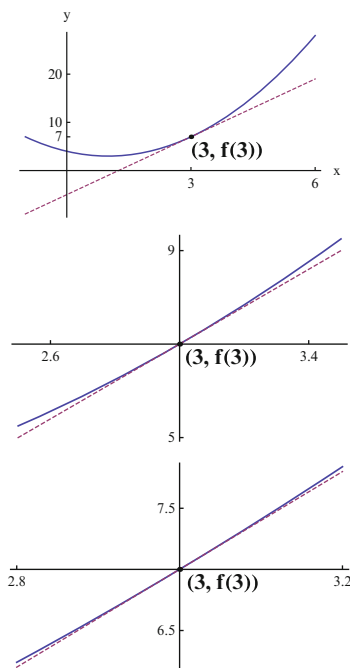 y
20
10
7
(3, f(3))
x
3
6
9
(3, f(3))
2.6
3.4
5
7.5
(3, f(3))
2.8
3.2
6.5